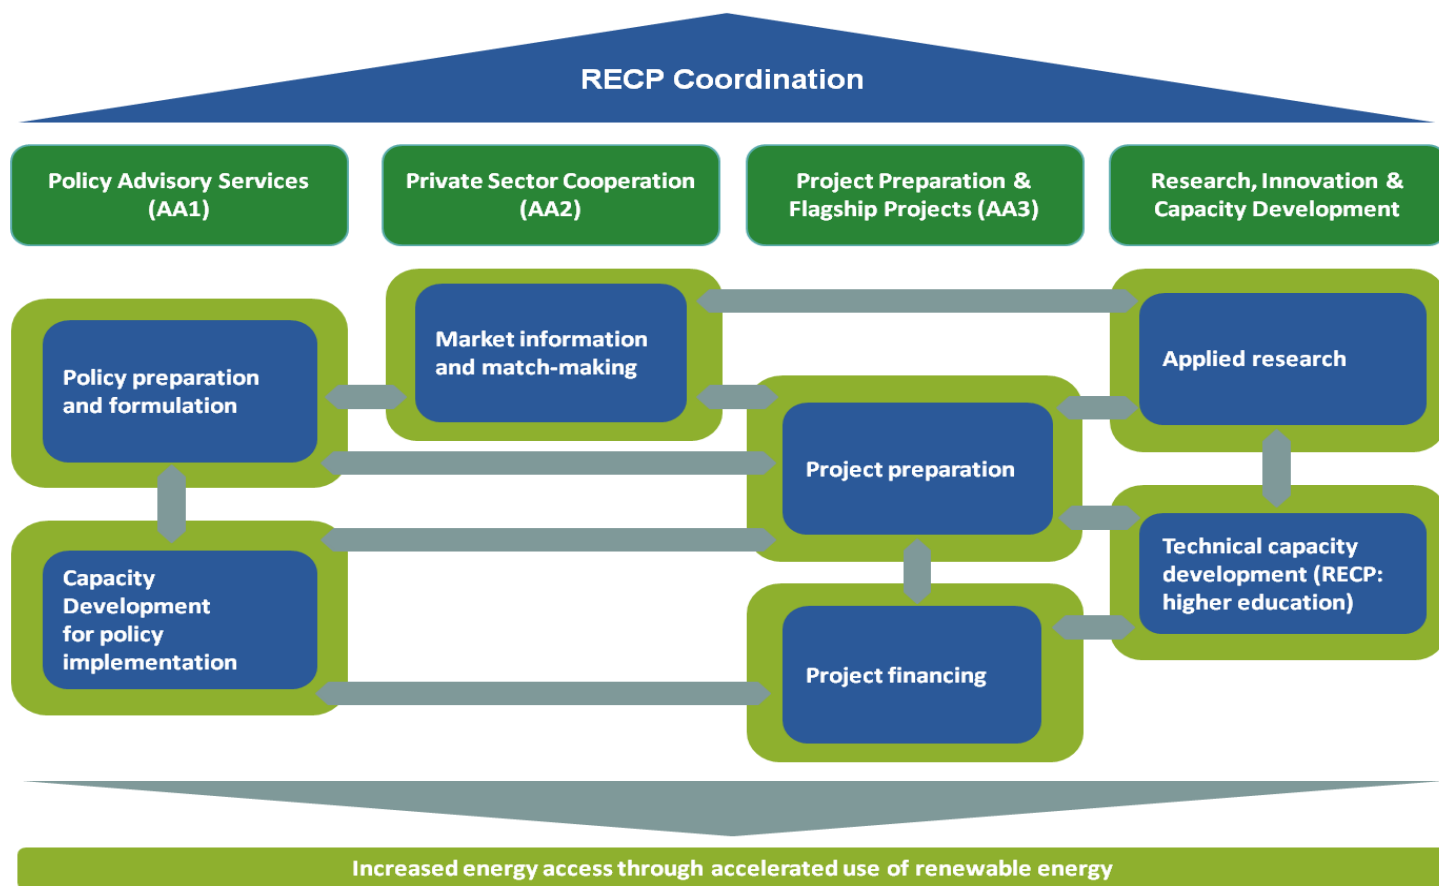 RECP Coordination
Policy Advisory Services
(AA1)
Private Sector Cooperation
(AA2)
Project Preparation &
Flagship Projects (AA3)
Research, Innovation &
Capacity Development
Policy preparation
and formulation
Market information
and match-making
Applied research
Project preparation
Capacity
Development
for policy
implementation
Technical capacity
development (RECP:
higher education)
Project financing
Increased energy access through accelerated use of renewable energy